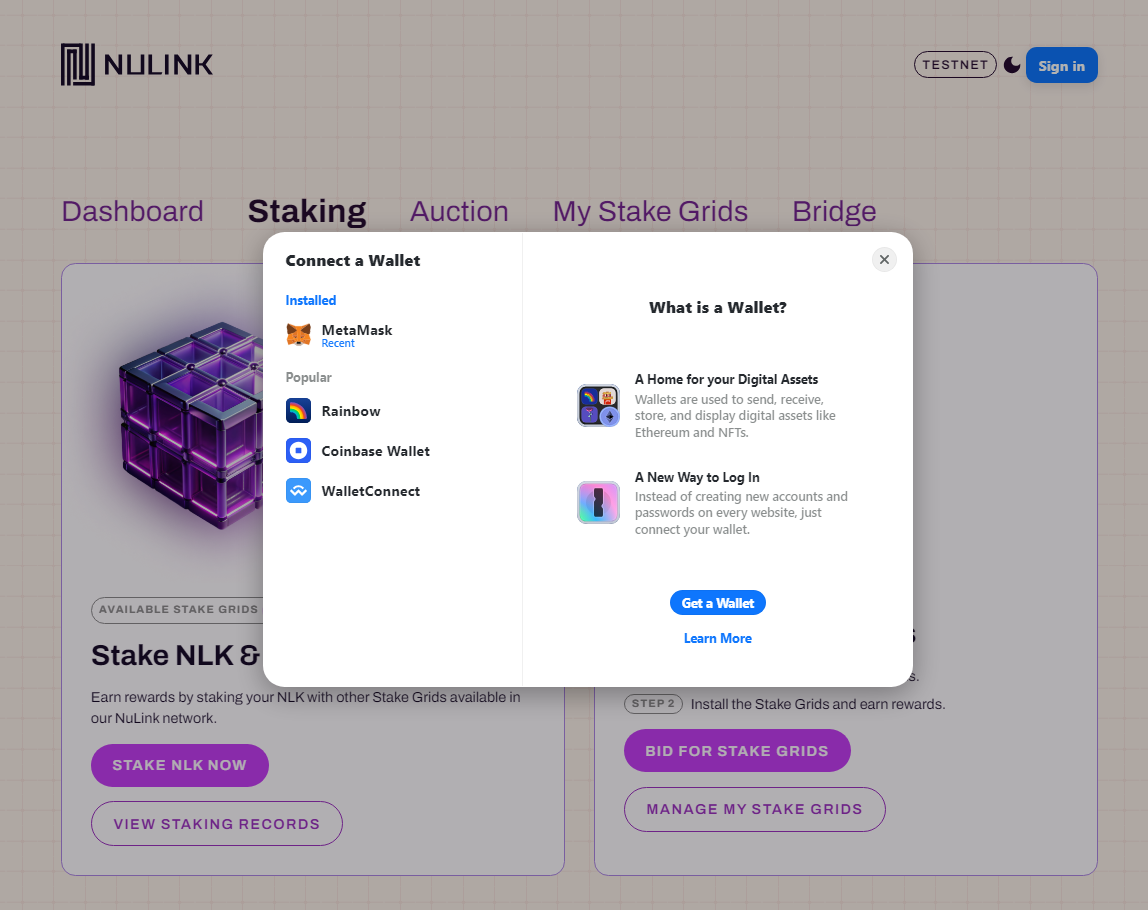 NULINK
TESTNET
Sign in
Dashboard
Staking
Auction
My Stake Grids
Bridge
Connect a Wallet
Installed
MetaMask
Recent
Popular
Rainbow
Coinbase Wallet
WalletConnect
What is a Wallet?
A Home for your Digital Assets
Wallets are used to send, receive,
store, and display digital assets like
Ethereum and NFTs.
A New Way to Log In
Instead of creating new accounts and
passwords on every website, just
connect your wallet.
Get a Wallet
Learn More
AVAILABLE STAKE GRIDS
Stake NLK &
Earn rewards by staking your NLK with other Stake Grids available in
our NuLink network.
STAKE NLK NOW
VIEW STAKING RECORDS
STEP 2 Install the Stake Grids and earn rewards.
BID FOR STAKE GRIDS
MANAGE MY STAKE GRIDS